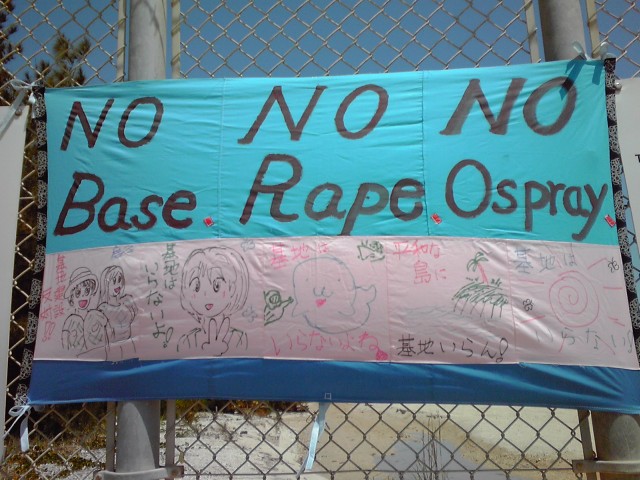 NO NO NO
Base. Rape. Ospray
基地は
いらないよ!
基地は
いらないよね
平和な
島に
基地いらん!
基地は
いらない!